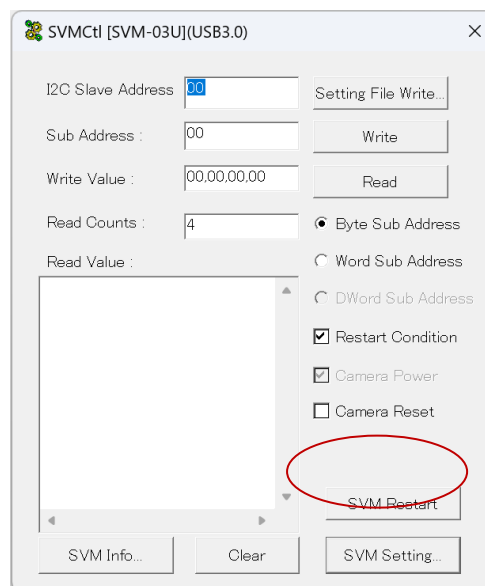 SVMCtl [SVM-03U](USB3.0)
I2C Slave Address 00 Setting File Write...
Sub Address : 00 Write
Write Value : 00,00,00,00 Read
Read Counts : 4 Byte Sub Address
Read Value : Word Sub Address
DWord Sub Address
Restart Condition
Camera Power
Camera Reset
SVM Restart
SVM Info... Clear SVM Setting...